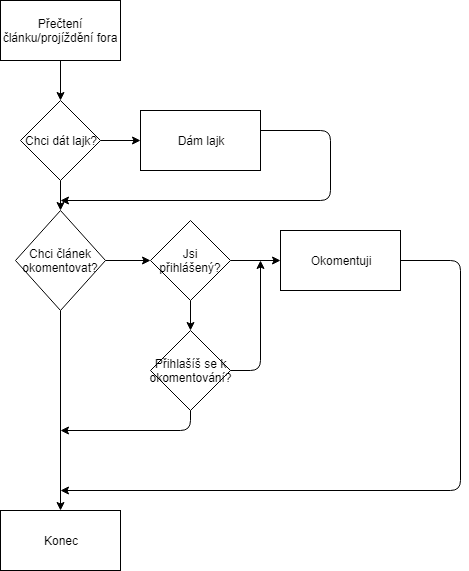 Přečtení
článku/projíždění fora
Chci dát lajk?
Dám lajk
Chci článek
okomentovat?
Jsi
přihlášený?
Okomentuji
Přihlašíš se k
okomentování?
Konec